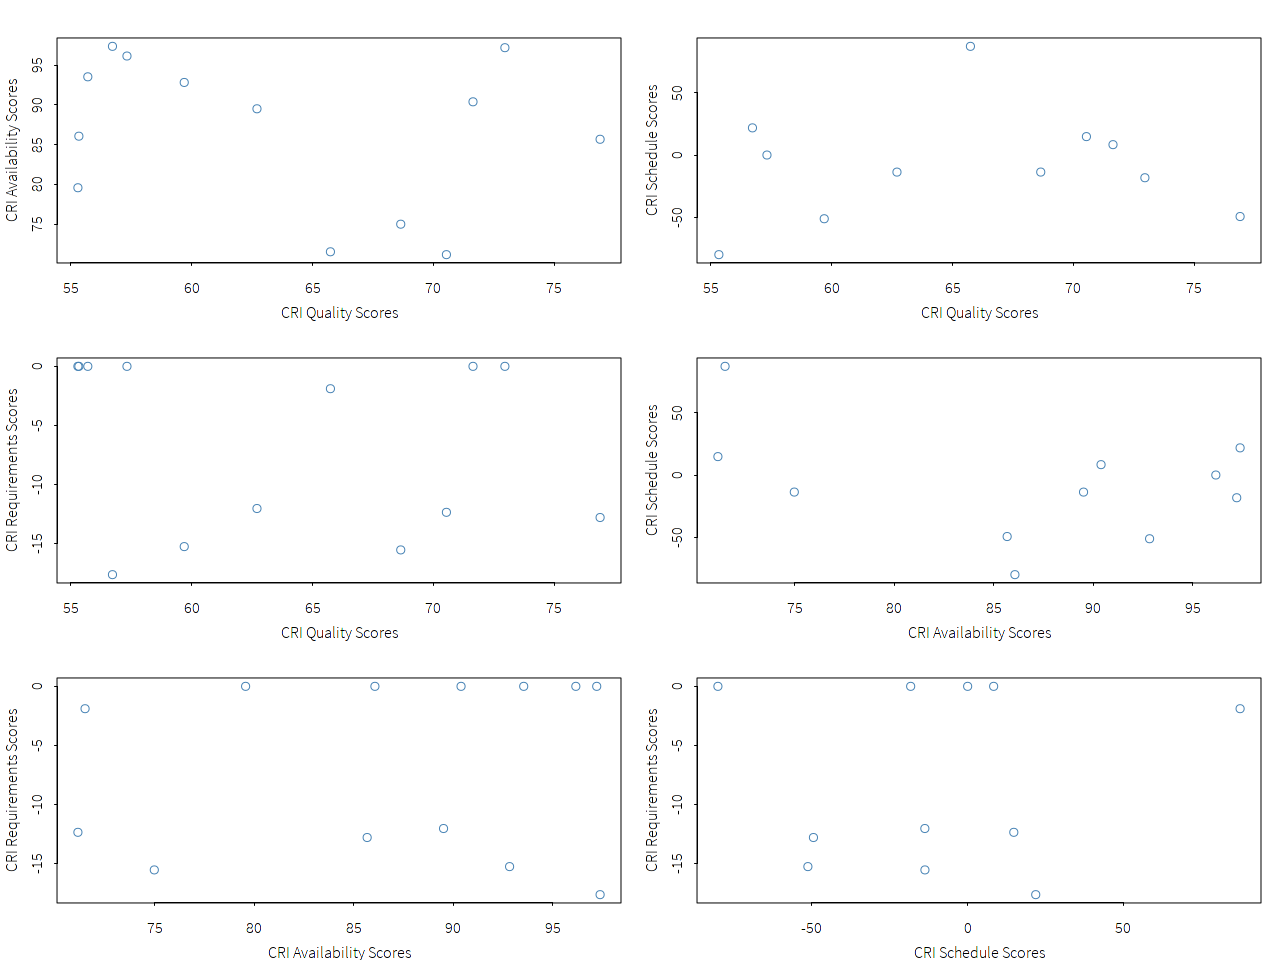 CRI Availability Scores
95
90
85
80
75
55 60 65 70 75
CRI Quality Scores
CRI Schedule Scores
50
0
-50
55 60 65 70 75
CRI Quality Scores
CRI Requirements Scores
0
-5
-10
-15
55 60 65 70 75
CRI Quality Scores
CRI Schedule Scores
50
0
-50
75 80 85 90 95
CRI Availability Scores
CRI Requirements Scores
0
-5
-10
-15
75 80 85 90 95
CRI Availability Scores
CRI Requirements Scores
0
-5
-10
-15
-50 0 50
CRI Schedule Scores